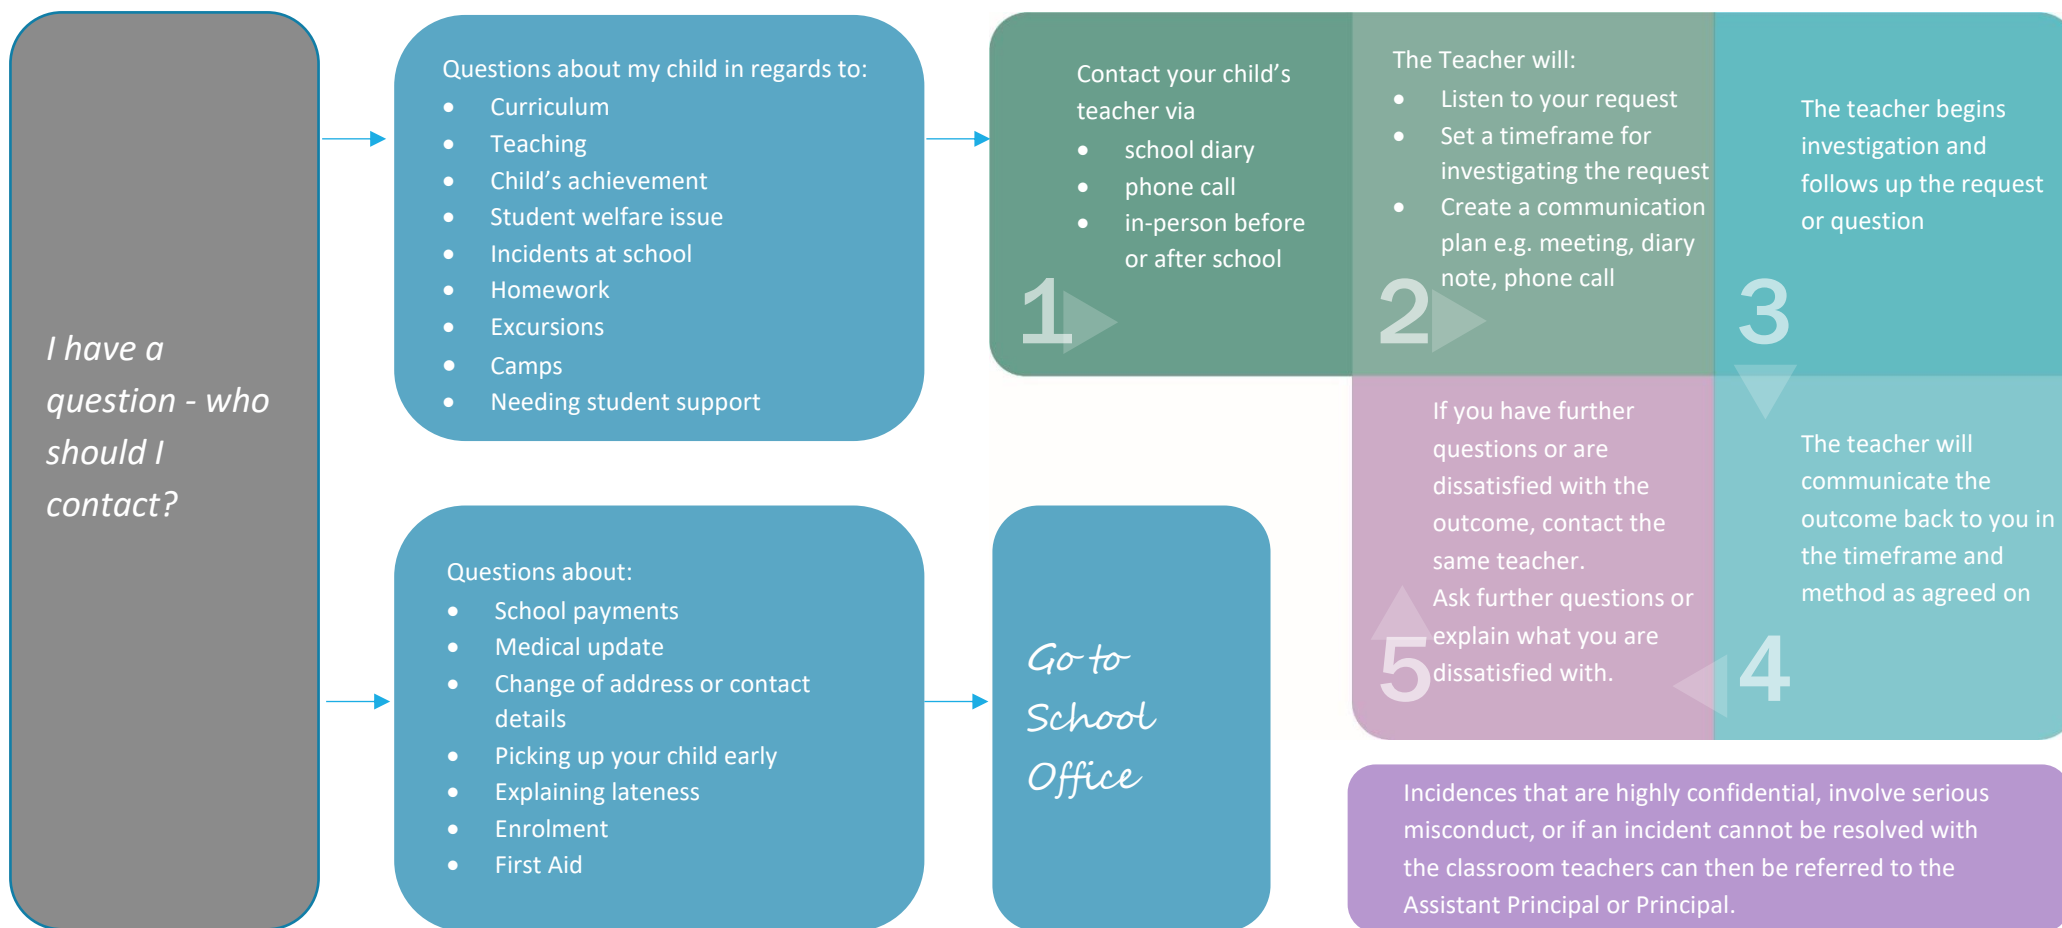 I have a
question - who
should I
contact?
Questions about my child in regards to:
• Curriculum
• Teaching
• Child’s achievement
• Student welfare issue
• Incidents at school
• Homework
• Excursions
• Camps
• Needing student support
Contact your child’s
teacher via
• school diary
• phone call
• in-person before
or after school
1
The Teacher will:
• Listen to your request
• Set a timeframe for
investigating the request
• Create a communication
plan e.g. meeting, diary
note, phone call
2
The teacher begins
investigation and
follows up the request
or question
3
The teacher will
communicate the
outcome back to you in
the timeframe and
method as agreed on
4
If you have further
questions or are
dissatisfied with the
outcome, contact the
same teacher.
Ask further questions or
explain what you are
dissatisfied with.
5
Questions about:
• School payments
• Medical update
• Change of address or contact
details
• Picking up your child early
• Explaining lateness
• Enrolment
• First Aid
Go to
School
Office
Incidences that are highly confidential, involve serious
misconduct, or if an incident cannot be resolved with
the classroom teachers can then be referred to the
Assistant Principal or Principal.